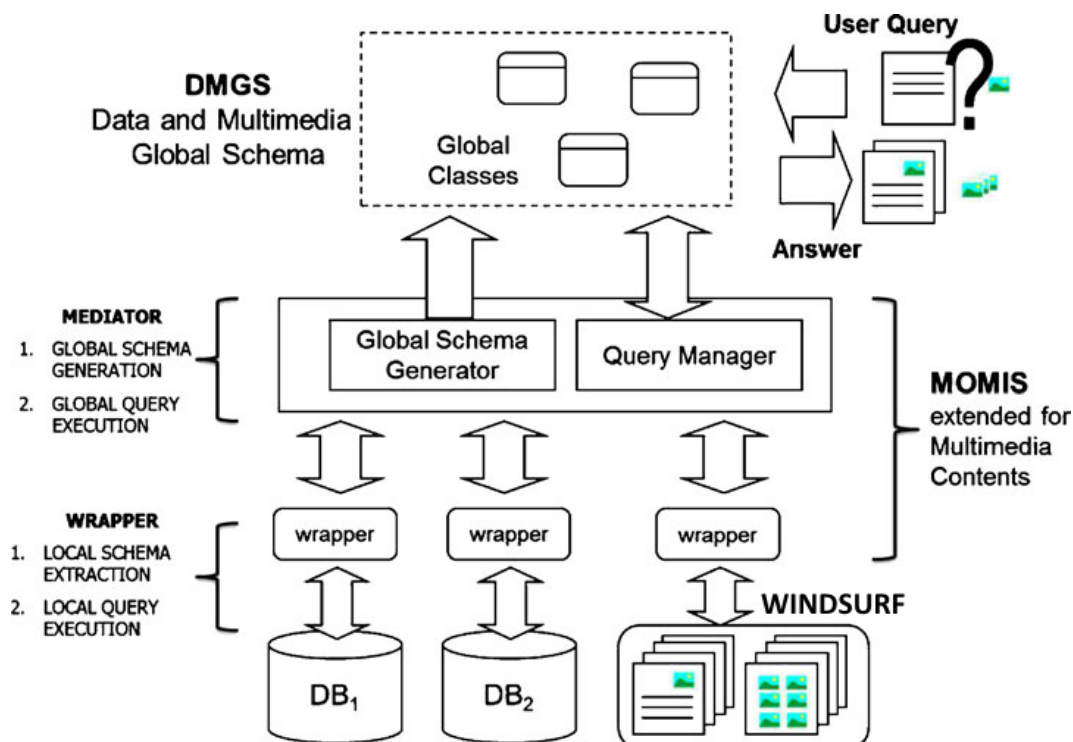 User Query
?
DMGS
Data and Multimedia
Global Schema
Global
Classes
Answer
MEDIATOR
1. GLOBAL SCHEMA
GENERATION
2. GLOBAL QUERY
EXECUTION
Global Schema
Generator
Query Manager
MOMIS
extended for
Multimedia
Contents
WRAPPER
1. LOCAL SCHEMA
EXTRACTION
2. LOCAL QUERY
EXECUTION
wrapper
wrapper
wrapper
WINDSURF
DB₁
DB₂